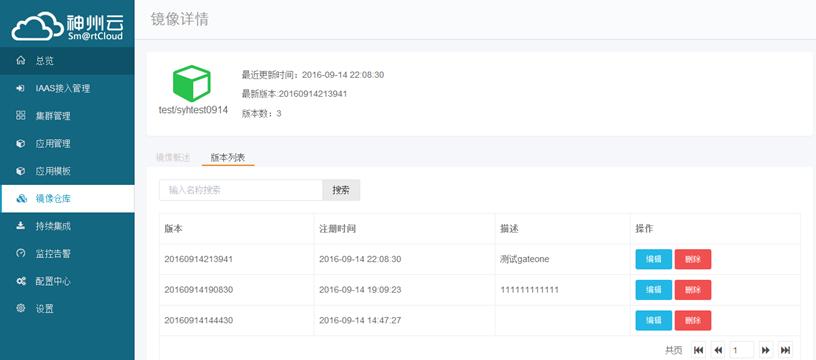 神州云
Sm@rtCloud
总览
IAAS接入管理
集群管理
应用管理
应用模板
镜像仓库
持续集成
监控告警
配置中心
设置
镜像详情
test/syhtest0914
最近更新时间：2016-09-14 22:08:30
最新版本:20160914213941
版本数：3
镜像概述 版本列表
输入名称搜索 搜索
版本 注册时间 描述 操作
20160914213941 2016-09-14 22:08:30 测试gateone 编辑 删除
20160914190830 2016-09-14 19:09:23 111111111111 编辑 删除
20160914144430 2016-09-14 14:47:27 编辑 删除
共页 1